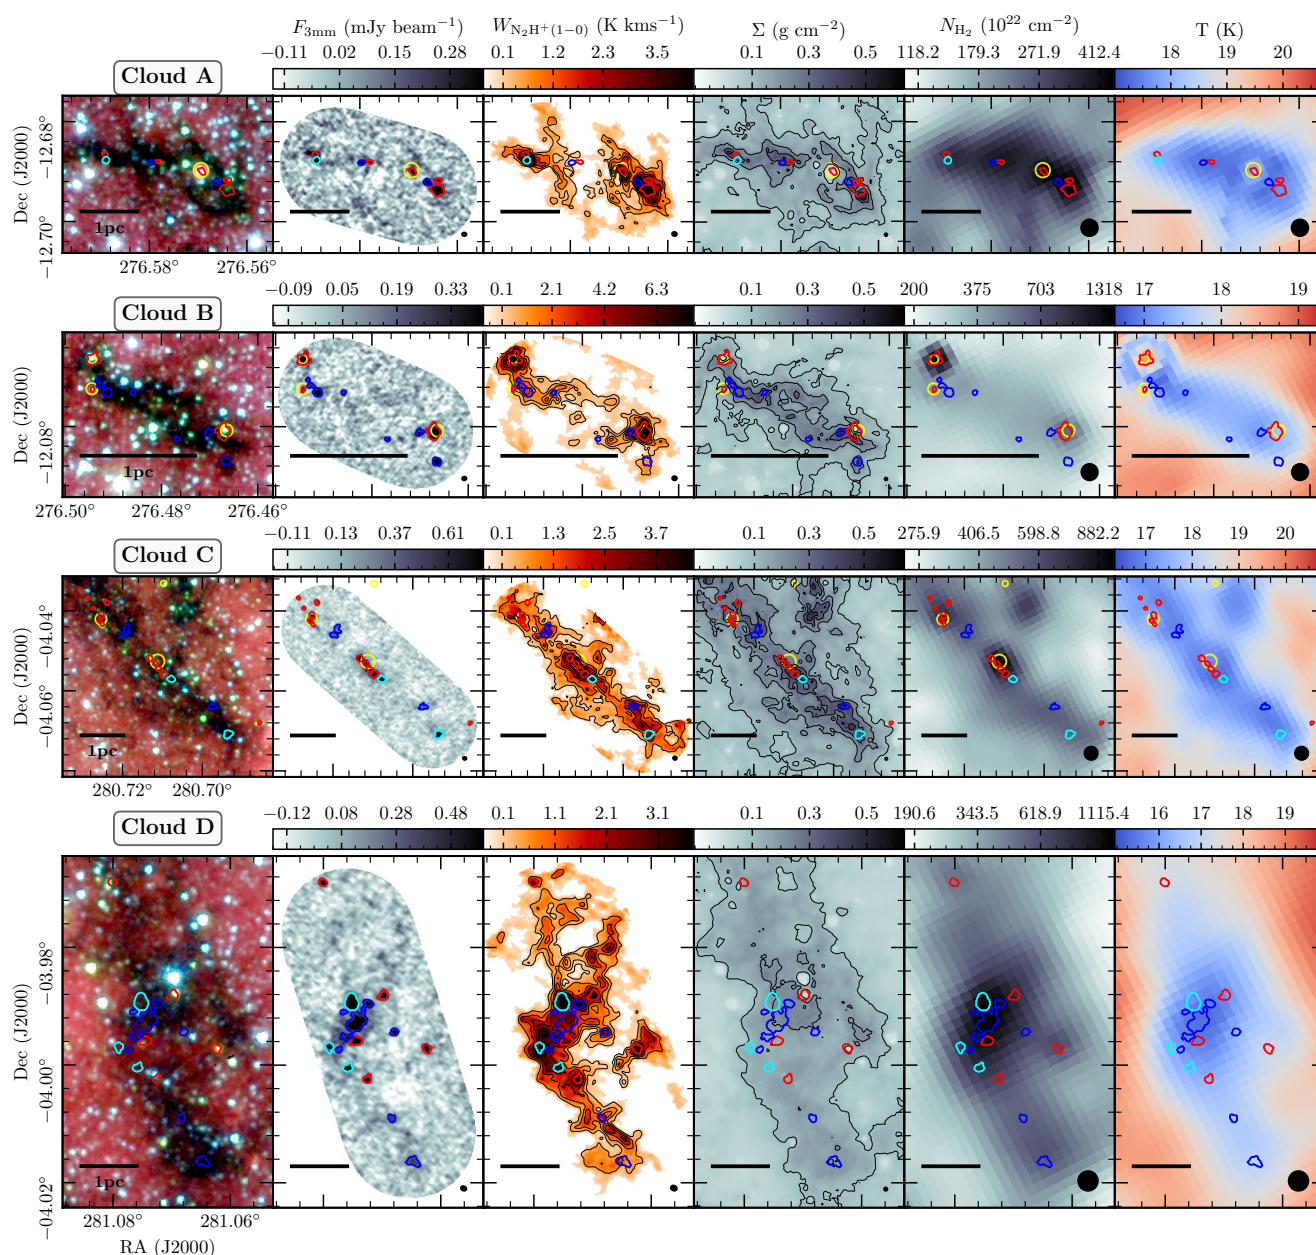 F3mm (mJy beam−1) WN2H+(1−0) (K kms−1) Σ (g cm−2) NH2 (10^22 cm−2) T (K)
−0.11 0.02 0.15 0.28 0.1 1.2 2.3 3.5 0.1 0.3 0.5 118.2 179.3 271.9 412.4 18 19 20
Cloud A
Dec (J2000)
−12.68°
−12.70°
1pc
276.58° 276.56°
−0.09 0.05 0.19 0.33 0.1 2.1 4.2 6.3 0.1 0.3 0.5 200 375 703 1318 17 18 19
Cloud B
Dec (J2000)
−12.08°
1pc
276.50° 276.48° 276.46°
−0.11 0.13 0.37 0.61 0.1 1.3 2.5 3.7 0.1 0.3 0.5 275.9 406.5 598.8 882.2 17 18 19 20
Cloud C
Dec (J2000)
−04.04°
−04.06°
1pc
280.72° 280.70°
−0.12 0.08 0.28 0.48 0.1 1.1 2.1 3.1 0.1 0.3 0.5 190.6 343.5 618.9 1115.4 16 17 18 19
Cloud D
Dec (J2000)
−03.98°
−04.00°
−04.02°
1pc
281.08° 281.06°
RA (J2000)